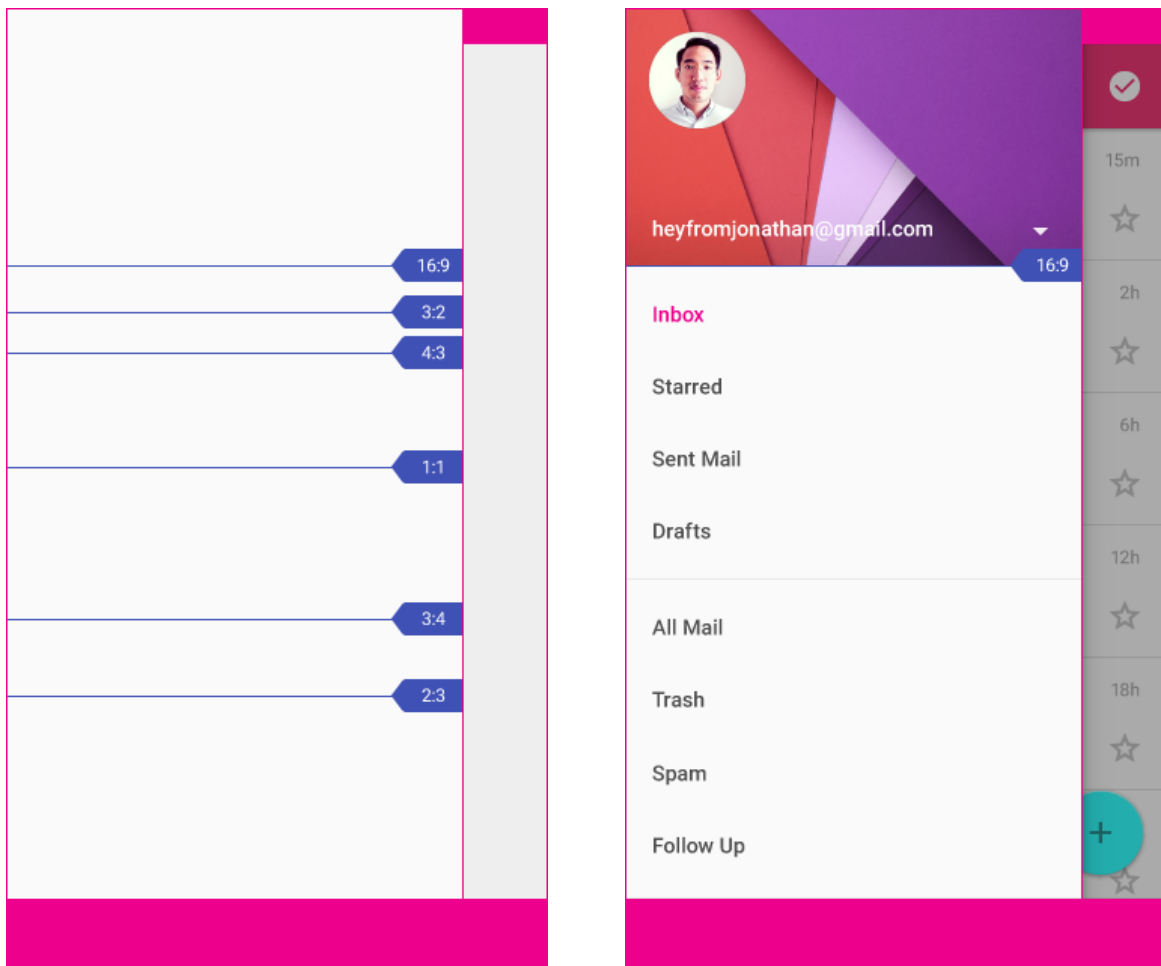 16:9
3:2
4:3
1:1
3:4
2:3
heyfromjonathan@gmail.com
16:9
Inbox
Starred
Sent Mail
Drafts
All Mail
Trash
Spam
Follow Up
15m
2h
6h
12h
18h